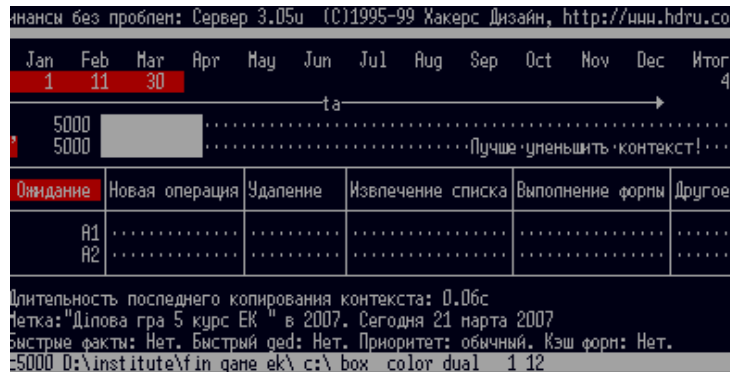 инансы без проблем: Сервер 3.05u (C)1995-99 Хакерс Дизайн, http://www.hdru.co
Jan Feb Mar Apr May Jun Jul Aug Sep Oct Nov Dec Итог
1 11 30 4
ta
5000
5000 Лучше уменьшить контекст!
Ожидание Новая операция Удаление Извлечение списка Выполнение формы Другое
A1
A2
Длительность последнего копирования контекста: 0.06с
Метка:"Ділова гра 5 курс ЕК " в 2007. Сегодня 21 марта 2007
Быстрые факты: Нет. Быстрый ged: Нет. Приоритет: обычный. Кэш форм: Нет.
=5000 D:\institute\fin game ek\ c:\ box color dual 1 12